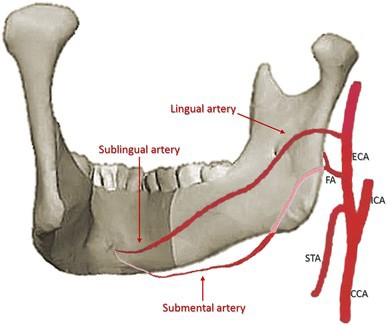 Lingual artery
Sublingual artery
ECA
FA
ICA
STA
CCA
Submental artery